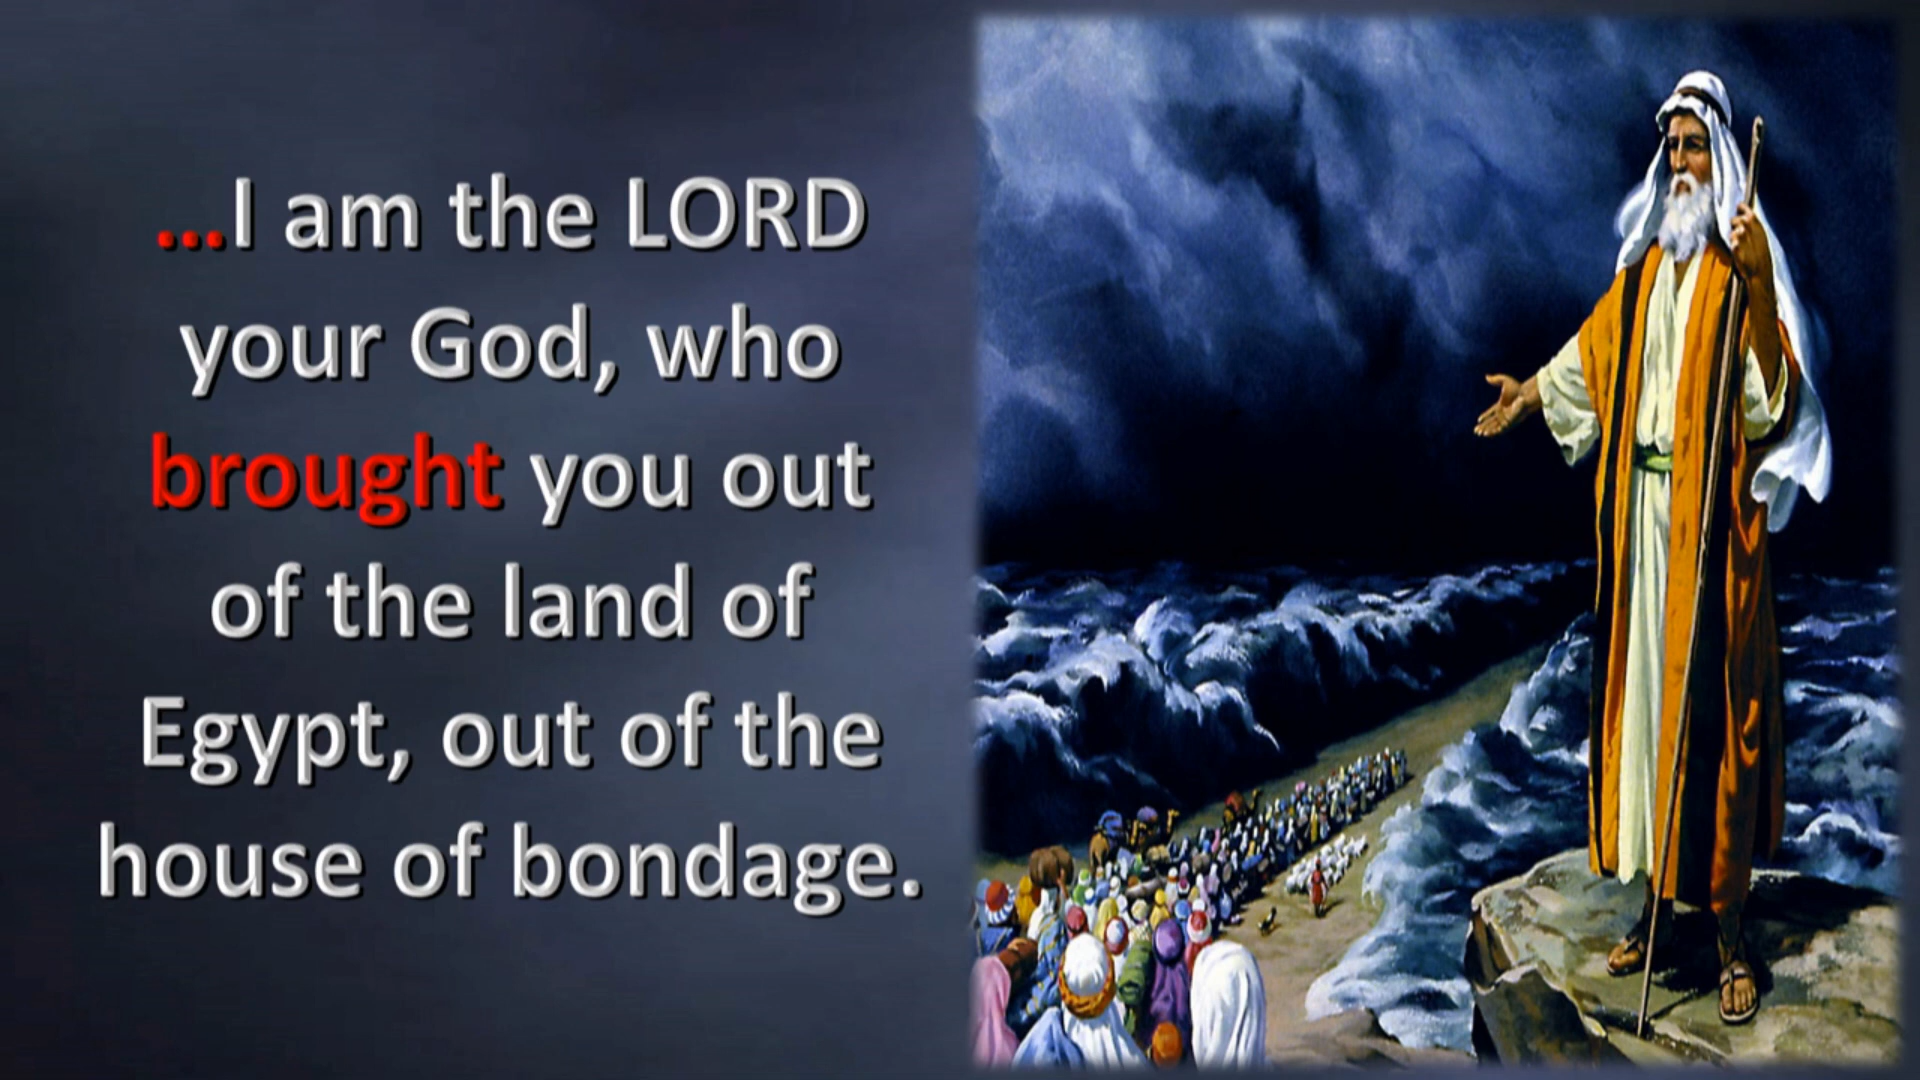 ...I am the LORD
your God, who
brought you out
of the land of
Egypt, out of the
house of bondage.